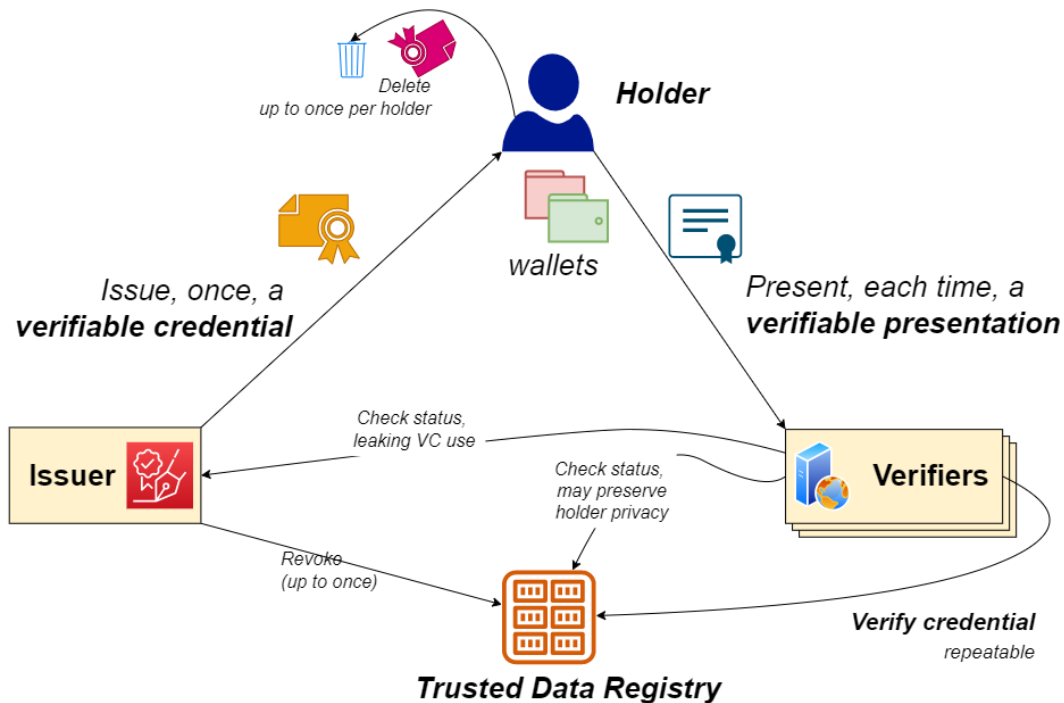 Delete
up to once per holder
Holder
wallets
Issue, once, a
verifiable credential
Present, each time, a
verifiable presentation
Check status,
leaking VC use
Issuer
Check status,
may preserve
holder privacy
Verifiers
Revoke
(up to once)
Verify credential
repeatable
Trusted Data Registry